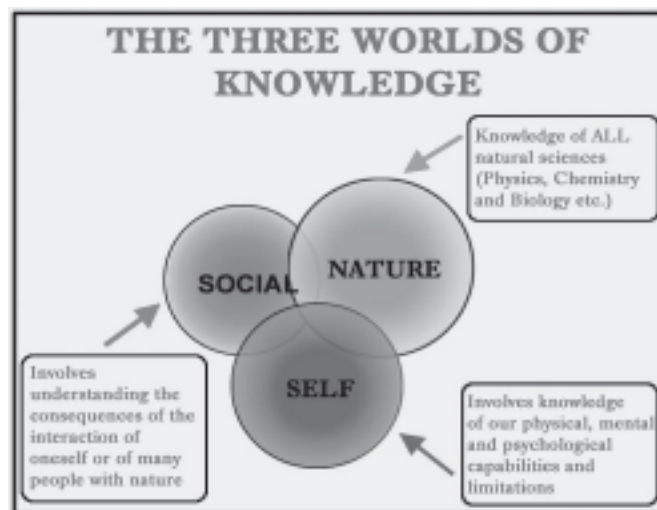 THE THREE WORLDS OF
KNOWLEDGE
Knowledge of ALL
natural sciences
(Physics, Chemistry
and Biology etc.)
SOCIAL
NATURE
SELF
Involves
understanding the
consequences of the
interaction of
oneself or of many
people with nature
Involves knowledge
of our physical, mental
and psychological
capabilities and
limitations